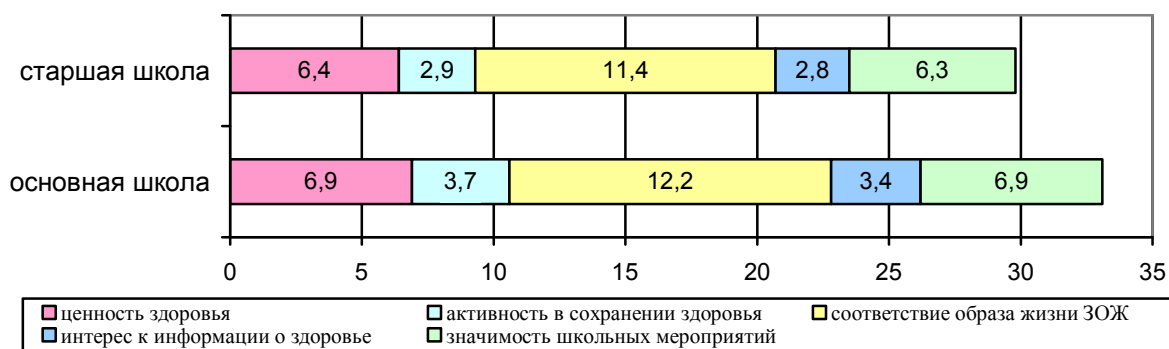 старшая школа
6,4 2,9 11,4 2,8 6,3
основная школа
6,9 3,7 12,2 3,4 6,9
0 5 10 15 20 25 30 35
ценность здоровья активность в сохранении здоровья соответствие образа жизни ЗОЖ
интерес к информации о здоровье значимость школьных мероприятий